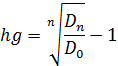 hg = ⁿ√(Dₙ/D₀) − 1